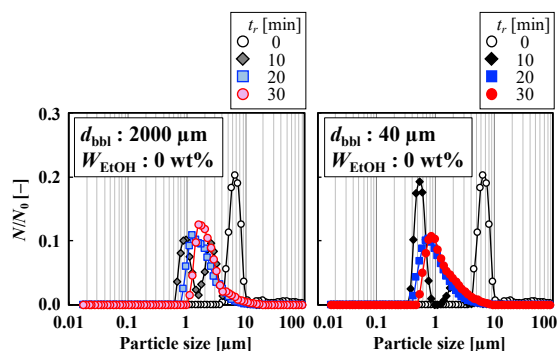 t_r [min]
0
10
20
30
t_r [min]
0
10
20
30
d_bbl : 2000 µm
W_EtOH : 0 wt%
d_bbl : 40 µm
W_EtOH : 0 wt%
N/N_0 [–]
0.3
0.2
0.1
0.0
0.01 0.1 1 10 100
0.01 0.1 1 10 100
Particle size [µm]
Particle size [µm]